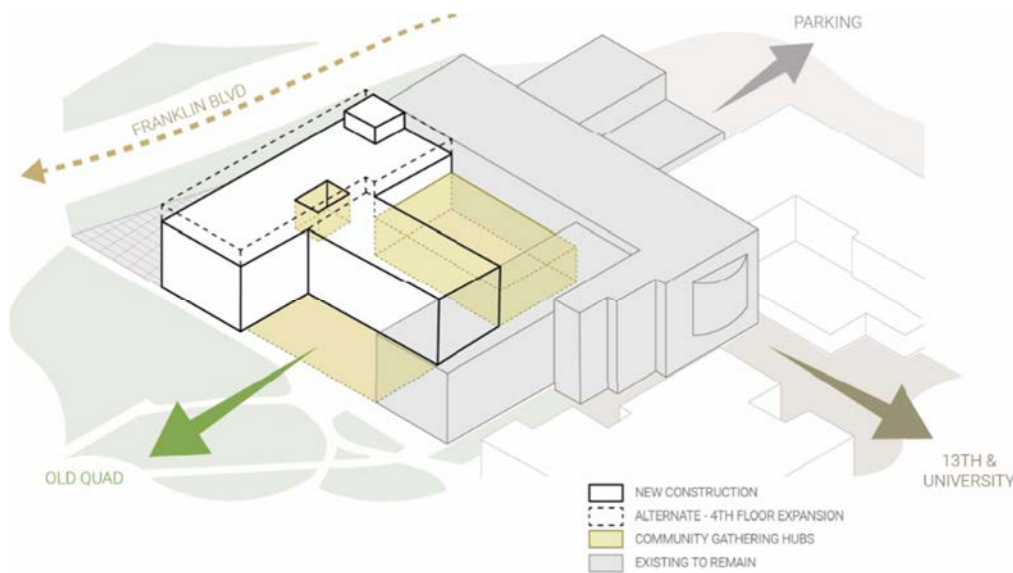 PARKING
FRANKLIN BLVD
OLD QUAD
13TH &
UNIVERSITY
NEW CONSTRUCTION
ALTERNATE - 4TH FLOOR EXPANSION
COMMUNITY GATHERING HUBS
EXISTING TO REMAIN